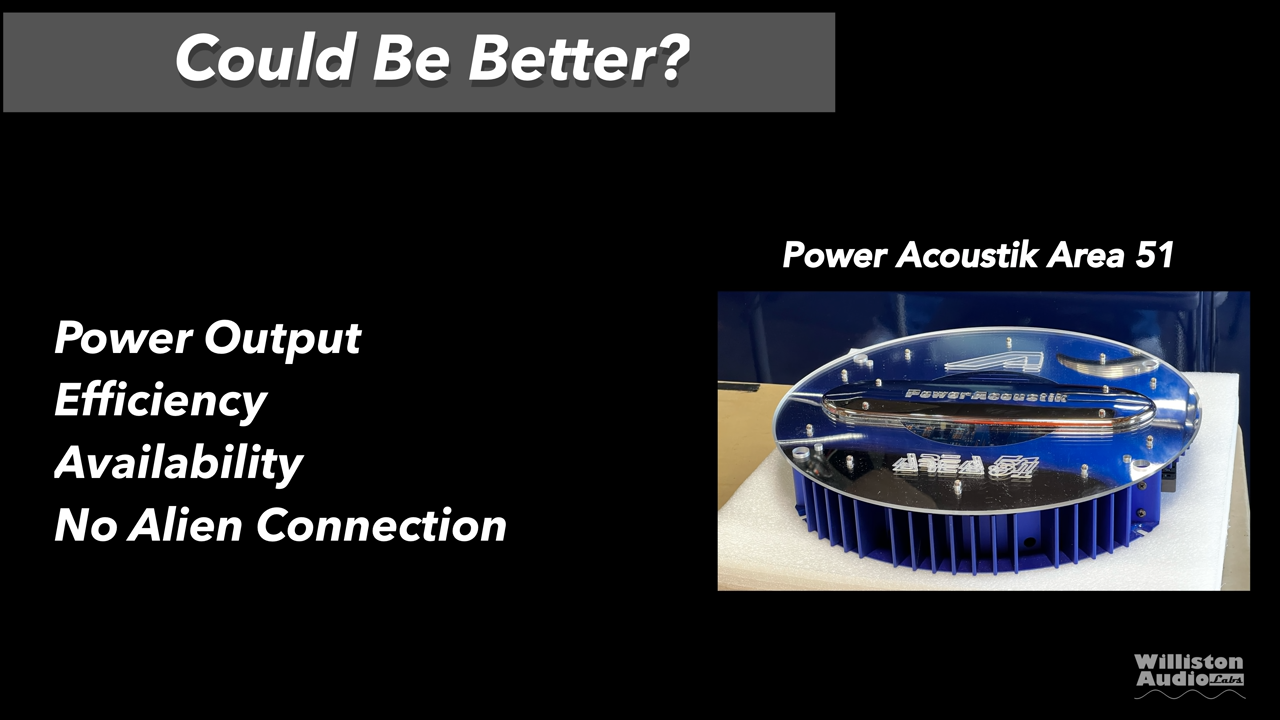 Could Be Better?
Power Acoustik Area 51
PowerAcoustik
AREA 51
Power Output
Efficiency
Availability
No Alien Connection
Williston
Audio Labs